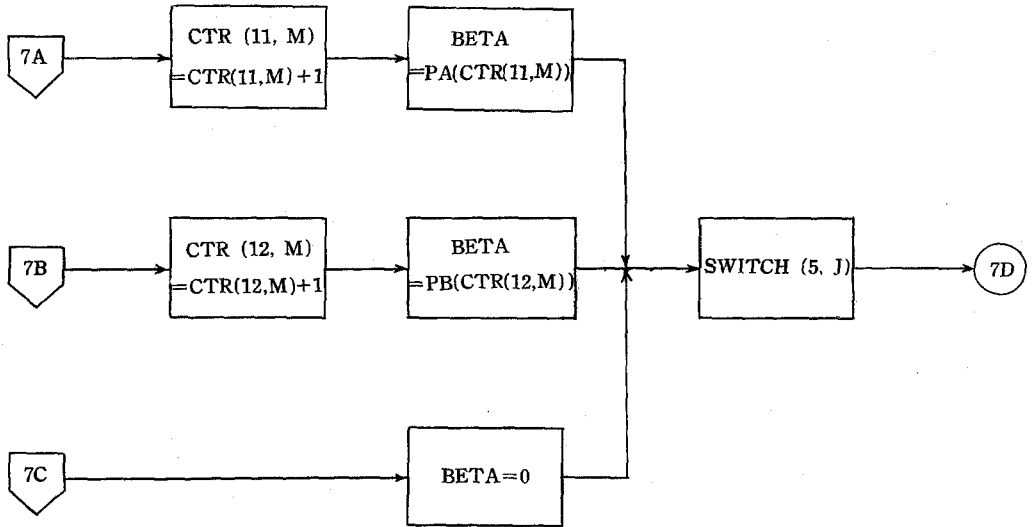 7A
CTR (11, M)
=CTR(11,M)+1
BETA
=PA(CTR(11,M))
7B
CTR (12, M)
=CTR(12,M)+1
BETA
=PB(CTR(12,M))
SWITCH (5, J)
7D
7C
BETA=0